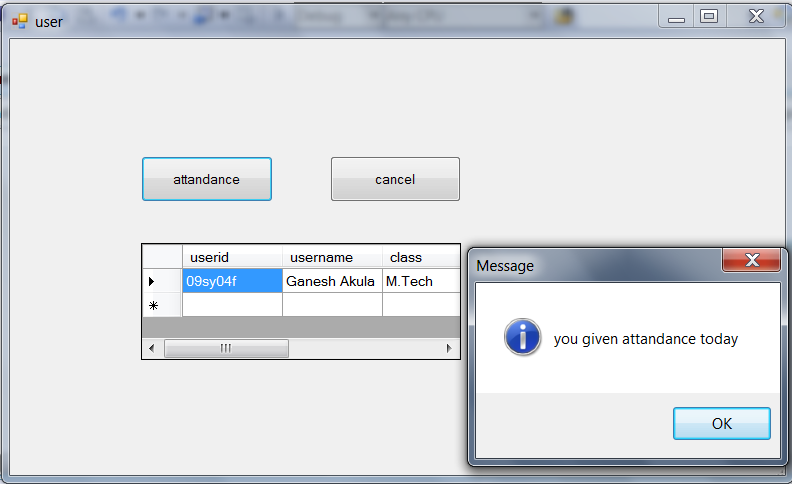 user
attandance
cancel
userid username class
09sy04f Ganesh Akula M.Tech
Message
you given attandance today
OK